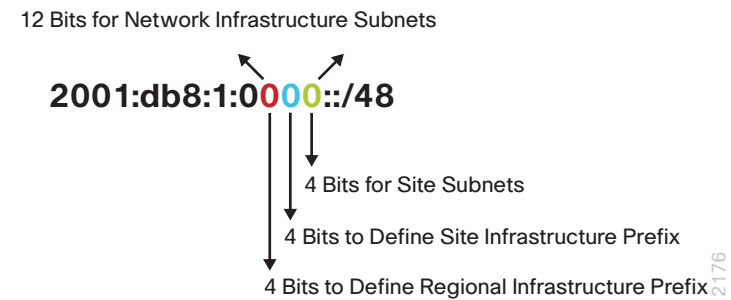 12 Bits for Network Infrastructure Subnets
2001:db8:1:0000::/48
4 Bits for Site Subnets
4 Bits to Define Site Infrastructure Prefix
4 Bits to Define Regional Infrastructure Prefix
2176